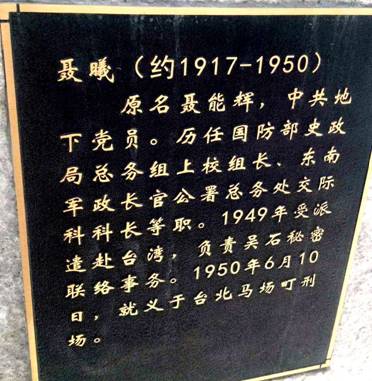 聂曦（约1917-1950）
原名聂能辉，中共地
下党员。历任国防部史政
局总务组上校组长、东南
军政长官公署总务处交际
科科长等职。1949年受派
遣赴台湾，负责吴石秘密
联络事务。1950年6月10
日，就义于台北马场町刑
场。